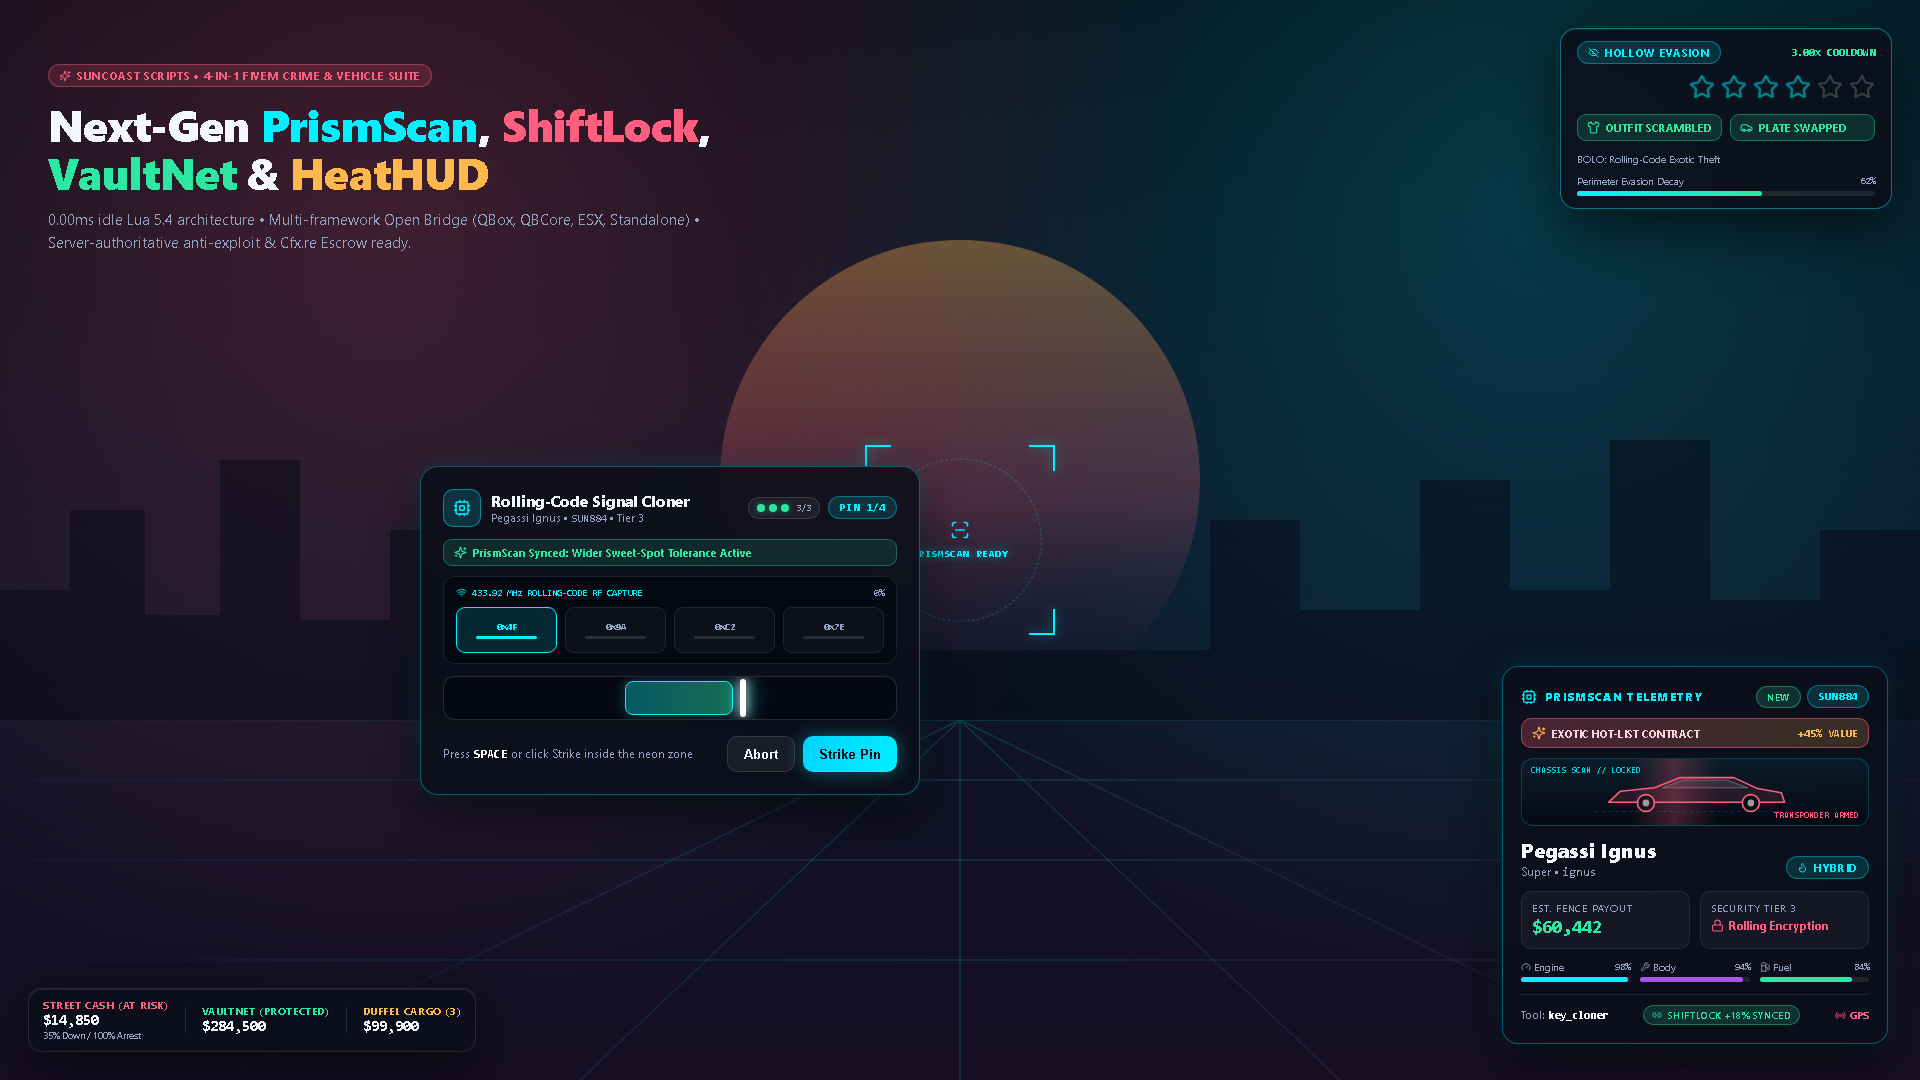 SUNCOAST SCRIPTS • 4-IN-1 FIVEM CRIME & VEHICLE SUITE
Next-Gen PrismScan, ShiftLock,
VaultNet & HeatHUD
0.00ms idle Lua 5.4 architecture • Multi-framework Open Bridge (QBox, QBCore, ESX, Standalone) •
Server-authoritative anti-exploit & Cfx.re Escrow ready.
HOLLOW EVASION
3.00x COOLDOWN
OUTFIT SCRAMBLED
PLATE SWAPPED
BOLO: Rolling-Code Exotic Theft
Perimeter Evasion Decay
62%
Rolling-Code Signal Cloner
Pegassi Ignus • SUN884 • Tier 3
3/3
PIN 1/4
PrismScan Synced: Wider Sweet-Spot Tolerance Active
433.92 MHz ROLLING-CODE RF CAPTURE
0%
0x4F
0x9A
0xC2
0x7E
Press SPACE or click Strike inside the neon zone
Abort
Strike Pin
RISMSCAN READY
PRISMSCAN TELEMETRY
NEW
SUN884
EXOTIC HOT-LIST CONTRACT
+45% VALUE
CHASSIS SCAN // LOCKED
TRANSPONDER ARMED
Pegassi Ignus
Super • ignus
HYBRID
EST. FENCE PAYOUT
$60,442
SECURITY TIER 3
Rolling Encryption
Engine
98%
Body
94%
Fuel
84%
Tool: key_cloner
SHIFTLOCK +18% SYNCED
GPS
STREET CASH (AT RISK)
$14,850
35% Down / 100% Arrest
VAULTNET (PROTECTED)
$284,500
DUFFEL CARGO (3)
$99,900